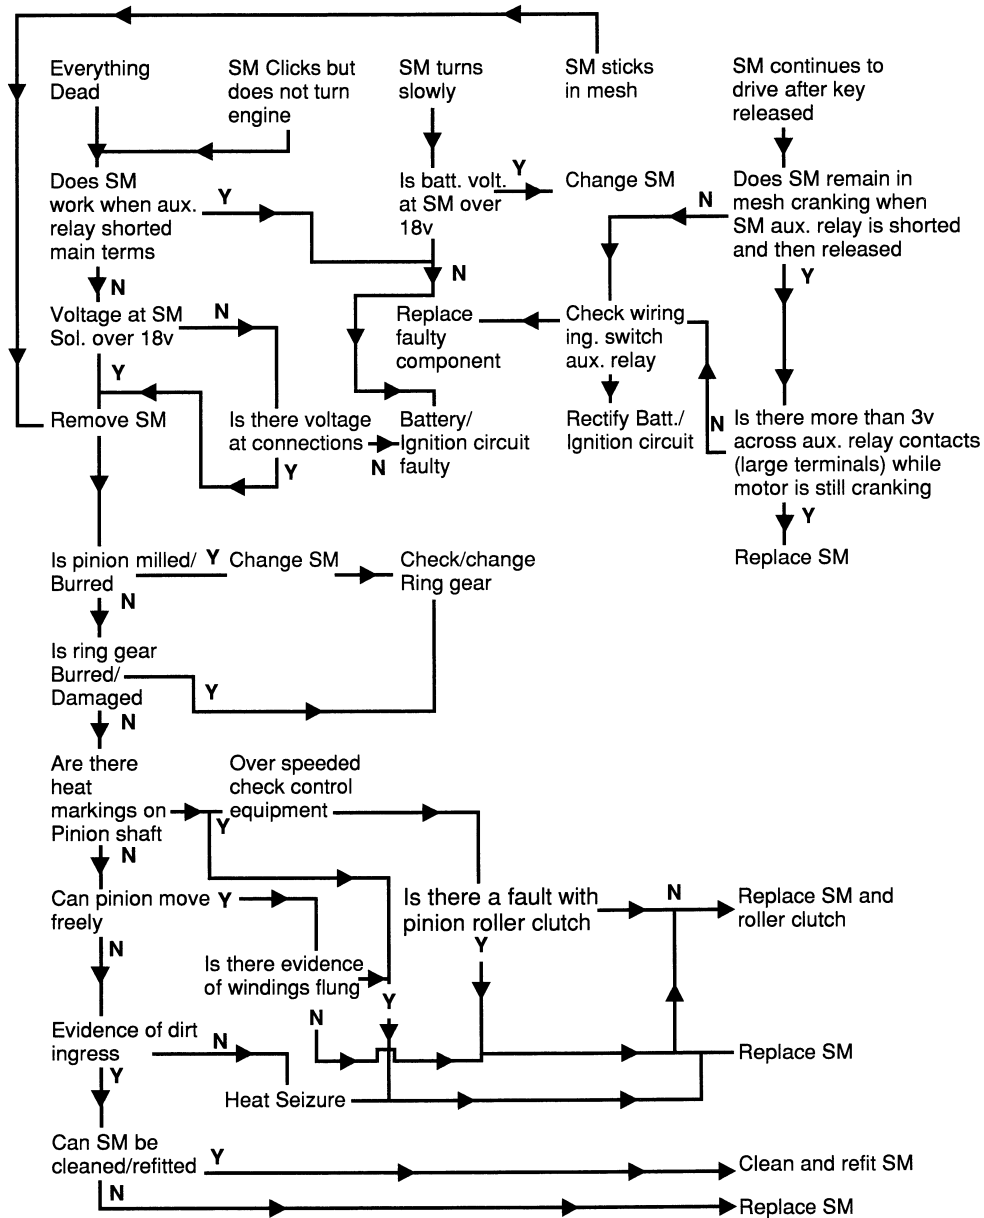 Everything
Dead
SM Clicks but
does not turn
engine
SM turns
slowly
SM sticks
in mesh
SM continues to
drive after key
released
Does SM
work when aux.
relay shorted
main terms
Y
Is batt. volt.
at SM over
18v
Y
Change SM
N
Does SM remain in
mesh cranking when
SM aux. relay is shorted
and then released
N
N
Y
Voltage at SM
Sol. over 18v
N
Y
Replace
faulty
component
Check wiring
ing. switch
aux. relay
Remove SM
Is there voltage
at connections
N
Y
Battery/
Ignition circuit
faulty
Rectify Batt./
Ignition circuit
N
Is there more than 3v
across aux. relay contacts
(large terminals) while
motor is still cranking
Y
Replace SM
Is pinion milled/
Burred
Y
Change SM
Check/change
Ring gear
N
Is ring gear
Burred/
Damaged
Y
N
Are there
heat
markings on
Pinion shaft
Y
Over speeded
check control
equipment
N
Can pinion move
freely
Y
Is there a fault with
pinion roller clutch
N
Replace SM and
roller clutch
Y
N
Is there evidence
of windings flung
Y
N
Evidence of dirt
ingress
N
Replace SM
Y
Heat Seizure
Can SM be
cleaned/refitted
Y
Clean and refit SM
N
Replace SM